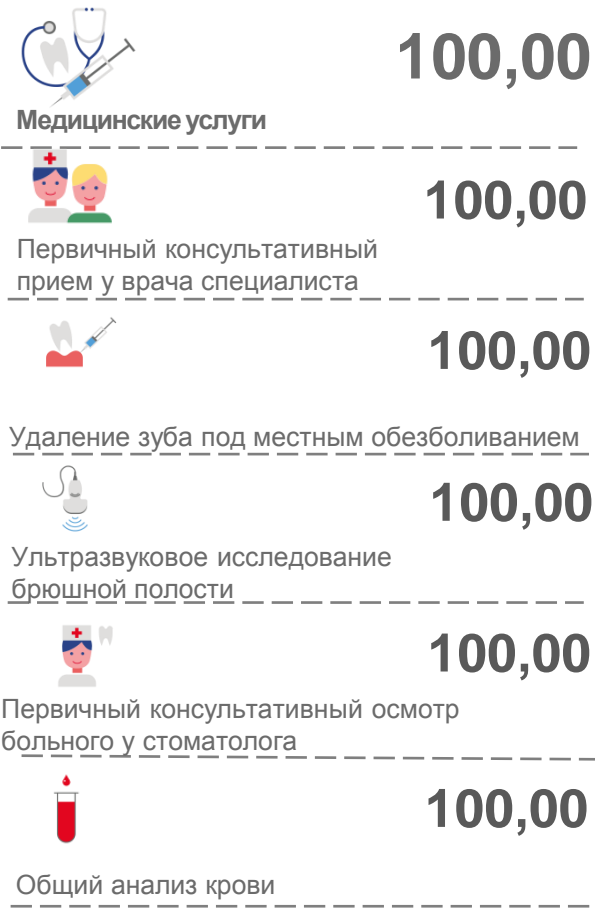 100,00
Медицинские услуги
100,00
Первичный консультативный
прием у врача специалиста
100,00
Удаление зуба под местным обезболиванием
100,00
Ультразвуковое исследование
брюшной полости
100,00
Первичный консультативный осмотр
больного у стоматолога
100,00
Общий анализ крови